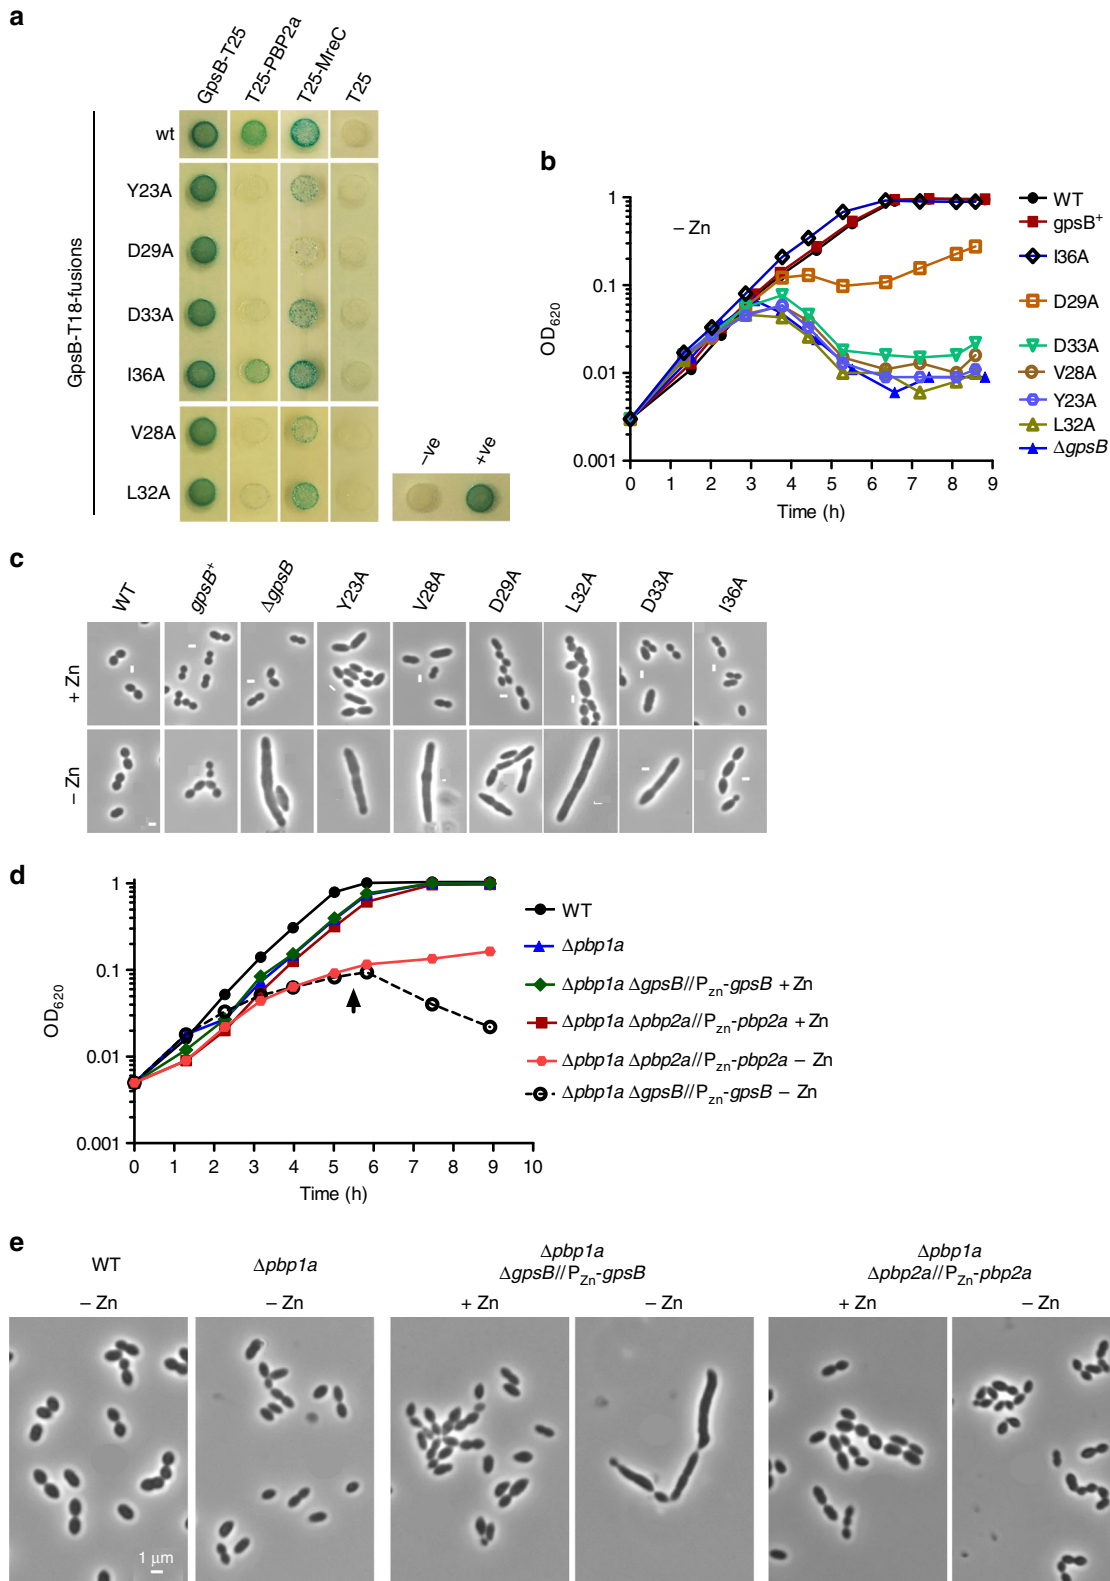 a
GpsB-T25
T25-PBP2a
T25-MreC
T25
GpsB-T18-fusions
wt
Y23A
D29A
D33A
I36A
V28A
L32A
–ve
+ve
b
– Zn
OD620
1
0.1
0.01
0.001
0 1 2 3 4 5 6 7 8 9
Time (h)
WT
gpsB+
I36A
D29A
D33A
V28A
Y23A
L32A
ΔgpsB
c
WT
gpsB+
ΔgpsB
Y23A
V28A
D29A
L32A
D33A
I36A
+ Zn
– Zn
d
OD620
1
0.1
0.01
0.001
0 1 2 3 4 5 6 7 8 9 10
Time (h)
WT
Δpbp1a
Δpbp1a ΔgpsB//Pzn-gpsB + Zn
Δpbp1a Δpbp2a//Pzn-pbp2a + Zn
Δpbp1a Δpbp2a//Pzn-pbp2a – Zn
Δpbp1a ΔgpsB//Pzn-gpsB – Zn
e
WT
– Zn
Δpbp1a
– Zn
Δpbp1a
ΔgpsB//PZn-gpsB
+ Zn
– Zn
Δpbp1a
Δpbp2a//PZn-pbp2a
+ Zn
– Zn
1 μm